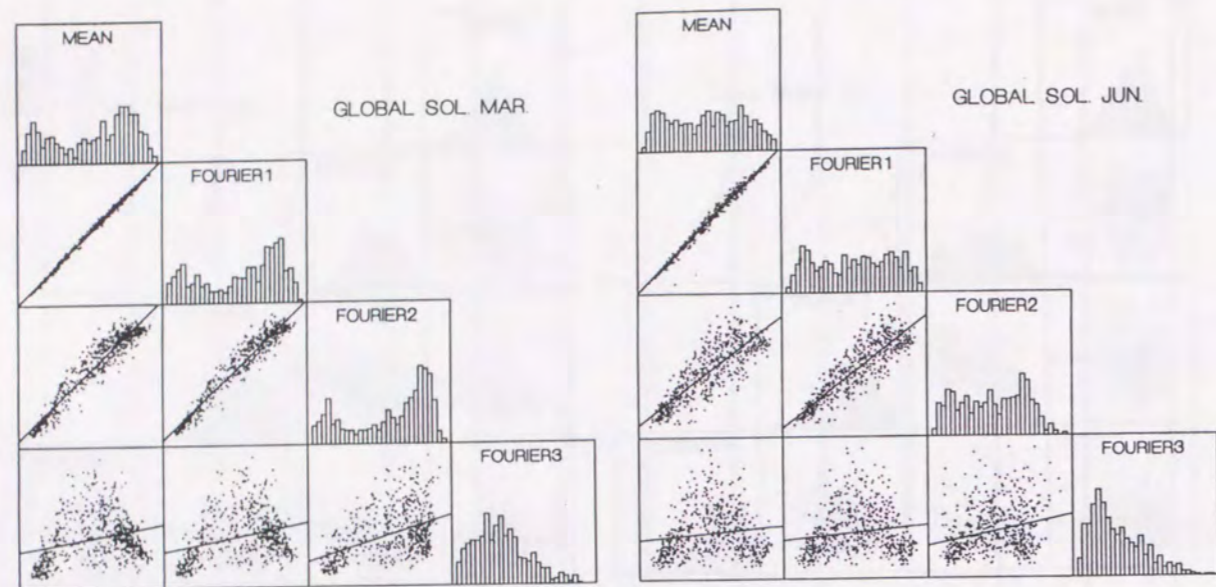 MEAN
GLOBAL SOL. MAR.
FOURIER1
FOURIER2
FOURIER3
MEAN
GLOBAL SOL. JUN.
FOURIER1
FOURIER2
FOURIER3